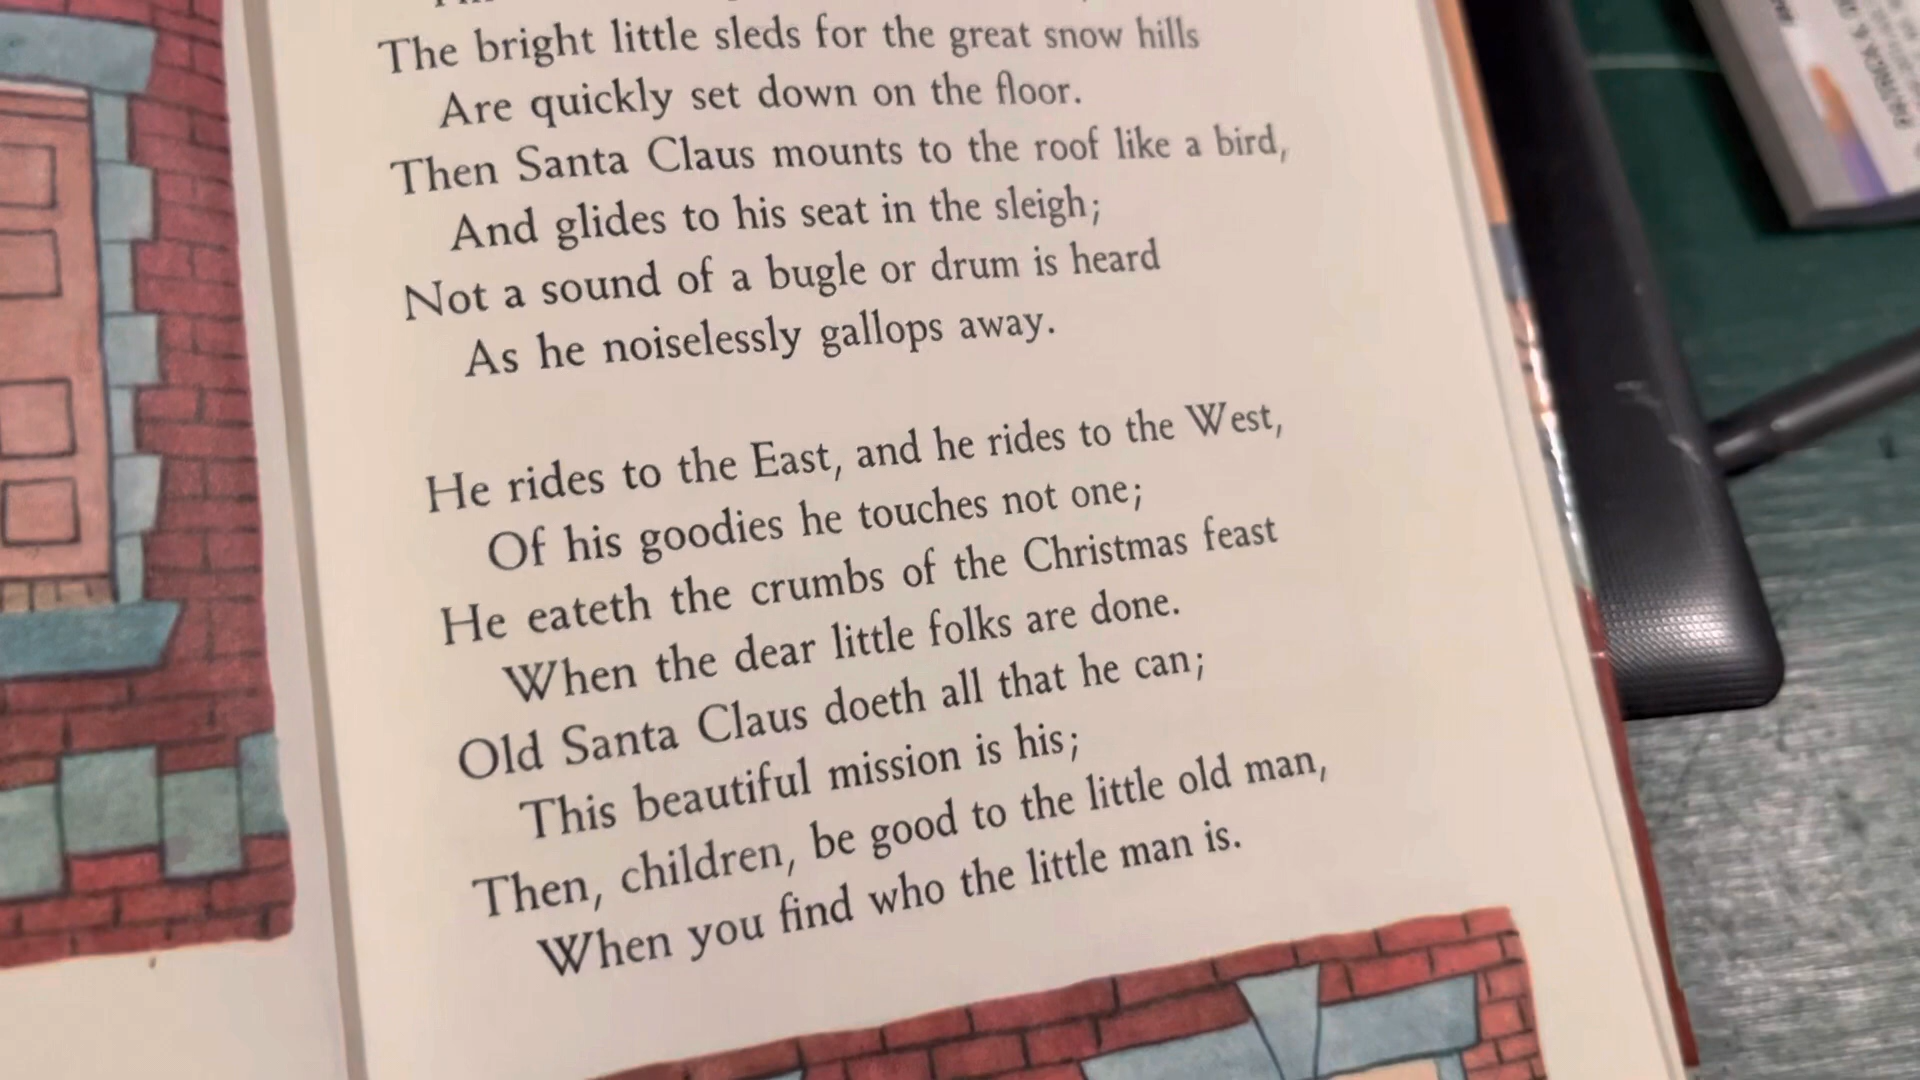 The bright little sleds for the great snow hills
Are quickly set down on the floor.
Then Santa Claus mounts to the roof like a bird,
And glides to his seat in the sleigh;
Not a sound of a bugle or drum is heard
As he noiselessly gallops away.
He rides to the East, and he rides to the West,
Of his goodies he touches not one;
He eateth the crumbs of the Christmas feast
When the dear little folks are done.
Old Santa Claus doeth all that he can;
This beautiful mission is his;
Then, children, be good to the little old man,
When you find who the little man is.